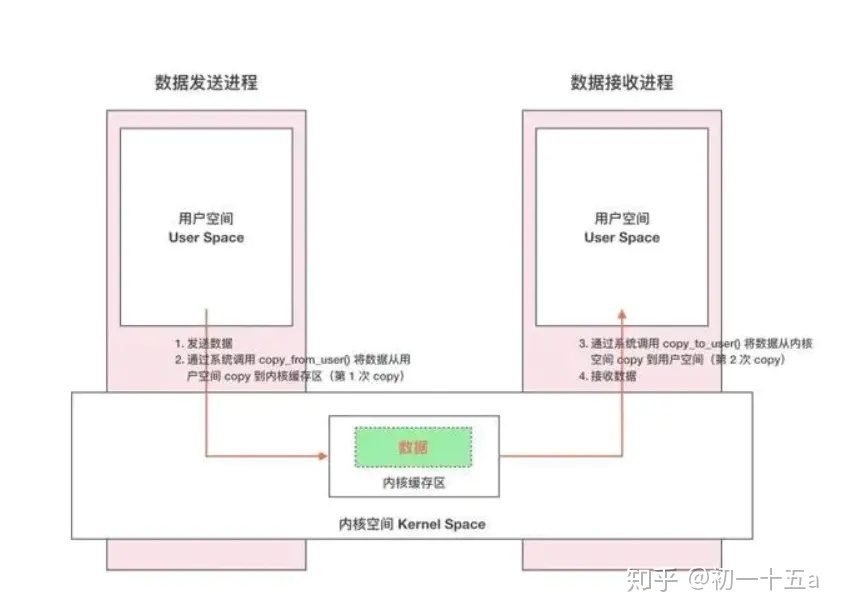 数据发送进程
数据接收进程
用户空间
User Space
用户空间
User Space
1. 发送数据
2. 通过系统调用 copy_from_user() 将数据从用
户空间 copy 到内核缓存区（第 1 次 copy）
3. 通过系统调用 copy_to_user() 将数据从内核
空间 copy 到用户空间（第 2 次 copy）
4. 接收数据
数据
内核缓存区
内核空间 Kernel Space
知乎 @初一十五a